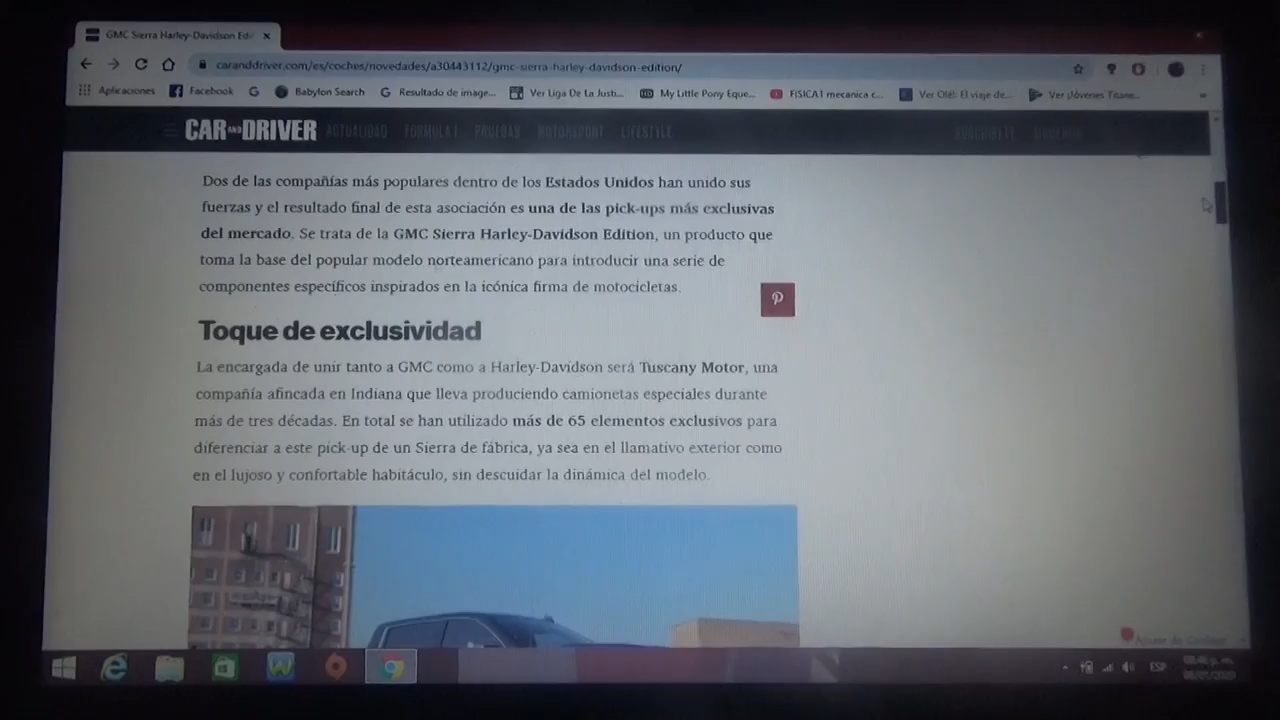 GMC Sierra Harley-Davidson Edi
caranddriver.com/es/coches/novedades/a30443112/gmc-sierra-harley-davidson-edition/
Aplicaciones Facebook Babylon Search Resultado de image... Ver Liga De La Justi... My Little Pony Eque... FISICA I mecanica c... Ver Olé!: El viaje de... Ver ¡Jóvenes Titane...
CAR AND DRIVER ACTUALIDAD FÓRMULA 1 PRUEBAS MOTORSPORT LIFESTYLE
Dos de las compañías más populares dentro de los Estados Unidos han unido sus
fuerzas y el resultado final de esta asociación es una de las pick-ups más exclusivas
del mercado. Se trata de la GMC Sierra Harley-Davidson Edition, un producto que
toma la base del popular modelo norteamericano para introducir una serie de
componentes específicos inspirados en la icónica firma de motocicletas.
Toque de exclusividad
La encargada de unir tanto a GMC como a Harley-Davidson será Tuscany Motor, una
compañía afincada en Indiana que lleva produciendo camionetas especiales durante
más de tres décadas. En total se han utilizado más de 65 elementos exclusivos para
diferenciar a este pick-up de un Sierra de fábrica, ya sea en el llamativo exterior como
en el lujoso y confortable habitáculo, sin descuidar la dinámica del modelo.
ESP